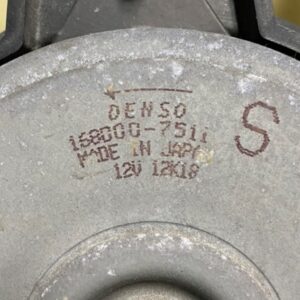 DENSO
168000-7511
MADE IN JAPAN
12V 12K18
S